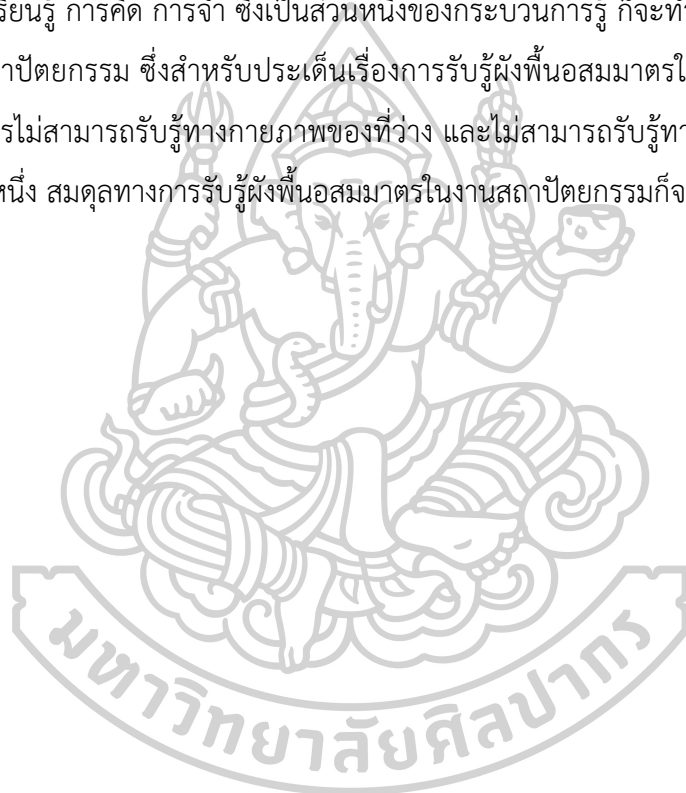 รียนรู้ การคิด การจำ ซึ่งเป็นส่วนหนึ่งของกระบวนการรู้ ก็จะทำ
าปัตยกรรม ซึ่งสำหรับประเด็นเรื่องการรับรู้ผังพื้นอสมมาตรใ
รไม่สามารถรับรู้ทางกายภาพของที่ว่าง และไม่สามารถรับรู้ทา
หนึ่ง สมดุลทางการรับรู้ผังพื้นอสมมาตรในงานสถาปัตยกรรมก็จ
มหาวิทยาลัยศิลปากร